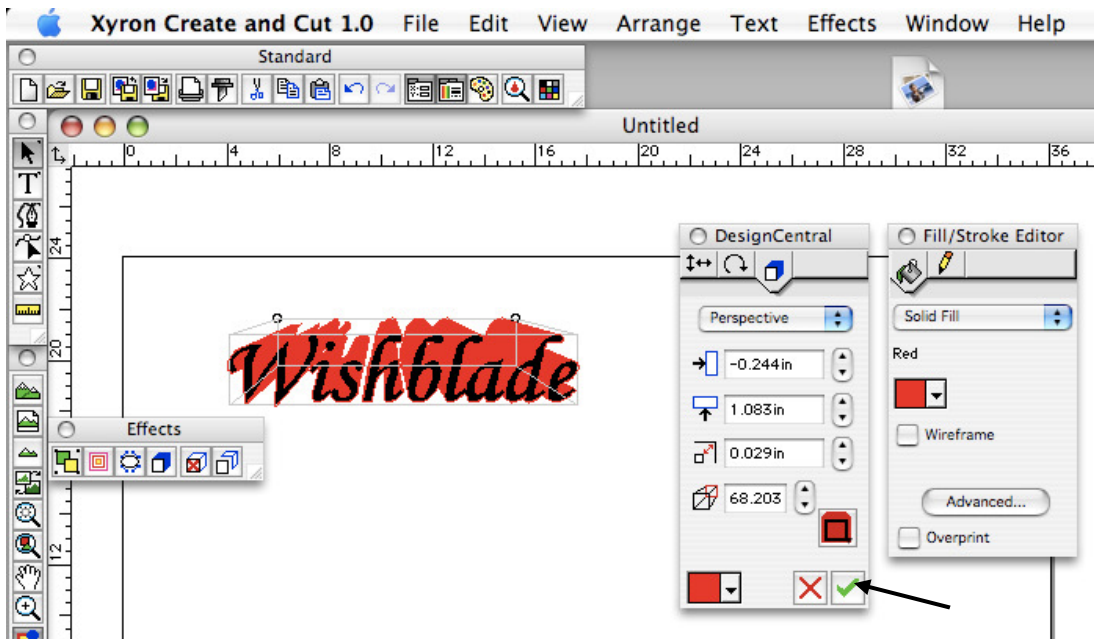 Xyron Create and Cut 1.0 File Edit View Arrange Text Effects Window Help
Standard
Untitled
0 4 8 12 16 20 24 28 32 36
24
20
12
DesignCentral
Perspective
-0.244in
1.083in
0.029in
68.203
Fill/Stroke Editor
Solid Fill
Red
Wireframe
Advanced...
Overprint
Wishblade
Effects